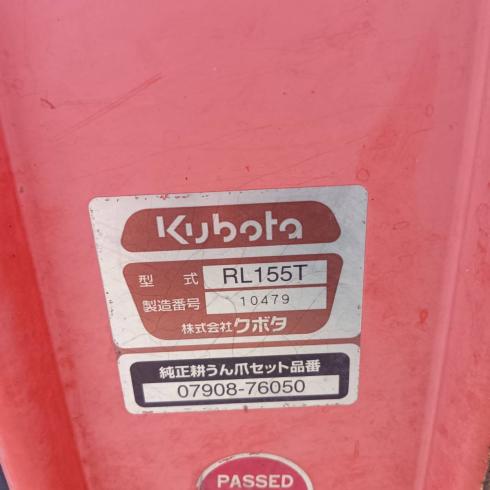 Kubota
型式 RL155T
製造番号 10479
株式会社クボタ
純正耕うん爪セット品番
07908-76050
PASSED